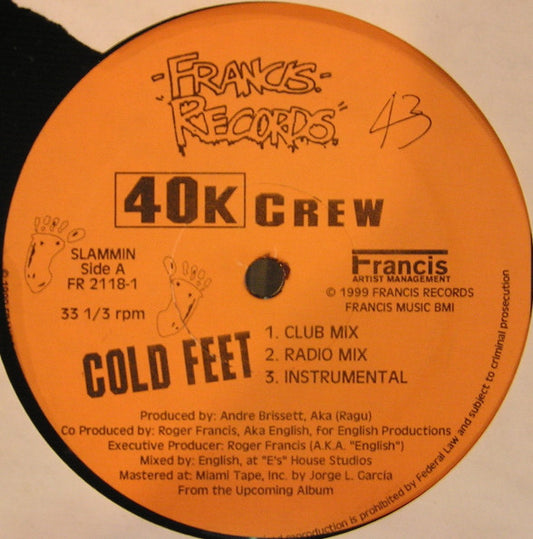 -FRANCIS.-
"RECORDS."
43
40K CREW
SLAMMIN
Side A
FR 2118-1
33 1/3 rpm
Francis
ARTIST MANAGEMENT
© 1999 FRANCIS RECORDS
FRANCIS MUSIC BMI
COLD FEET
1. CLUB MIX
2. RADIO MIX
3. INSTRUMENTAL
Produced by: Andre Brissett, Aka (Ragu)
Co Produced by: Roger Francis, Aka English, for English Productions
Executive Producer: Roger Francis (A.K.A. "English")
Mixed by: English, at "E's" House Studios
Mastered at: Miami Tape, Inc. by Jorge L. Garcia
From the Upcoming Album
reproduction is prohibited by Federal Law and subject to criminal prosecution